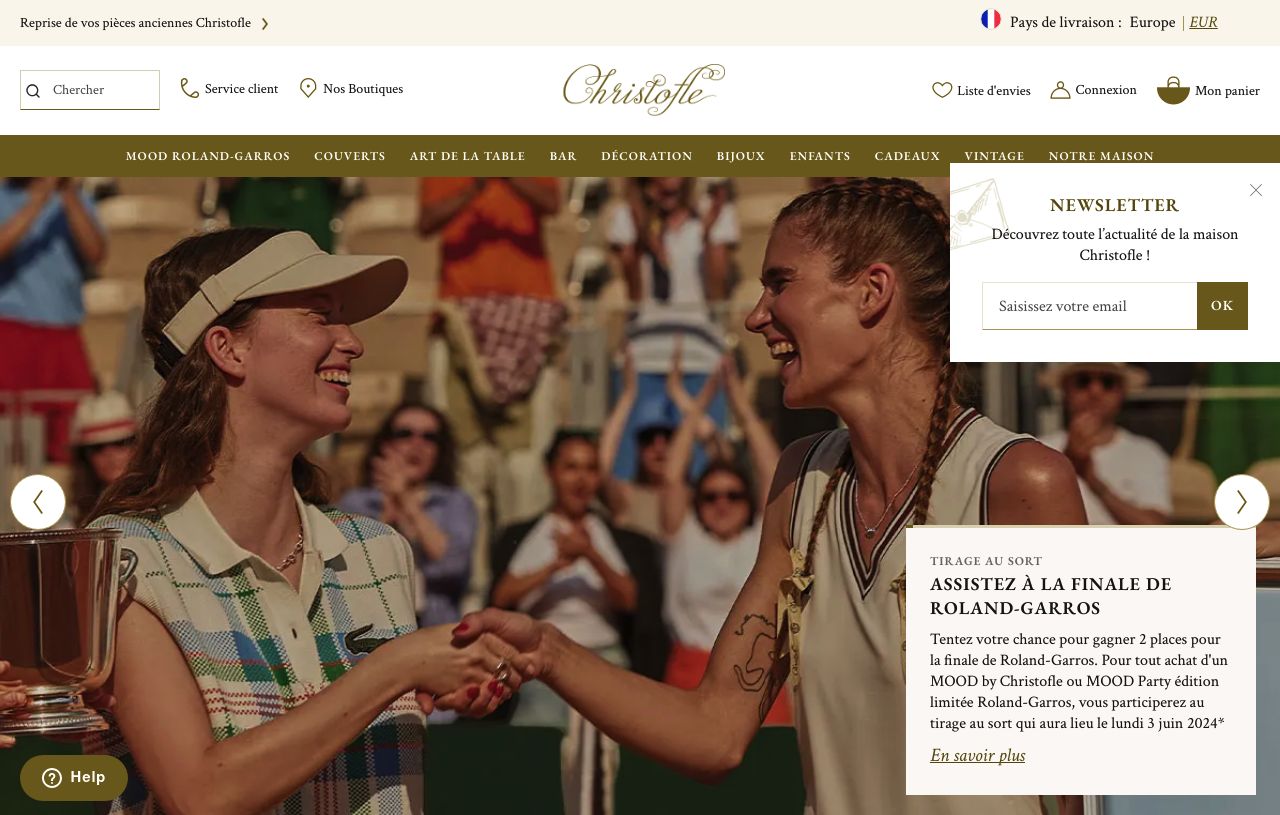 Reprise de vos pièces anciennes Christofle
Pays de livraison : Europe | EUR
Chercher
Service client
Nos Boutiques
Christofle
Liste d'envies
Connexion
Mon panier
MOOD ROLAND-GARROS COUVERTS ART DE LA TABLE BAR DÉCORATION BIJOUX ENFANTS CADEAUX VINTAGE NOTRE MAISON
NEWSLETTER
Découvrez toute l’actualité de la maison
Christofle !
Saisissez votre email
OK
TIRAGE AU SORT
ASSISTEZ À LA FINALE DE
ROLAND-GARROS
Tentez votre chance pour gagner 2 places pour
la finale de Roland-Garros. Pour tout achat d'un
MOOD by Christofle ou MOOD Party édition
limitée Roland-Garros, vous participerez au
tirage au sort qui aura lieu le lundi 3 juin 2024*
En savoir plus
Help